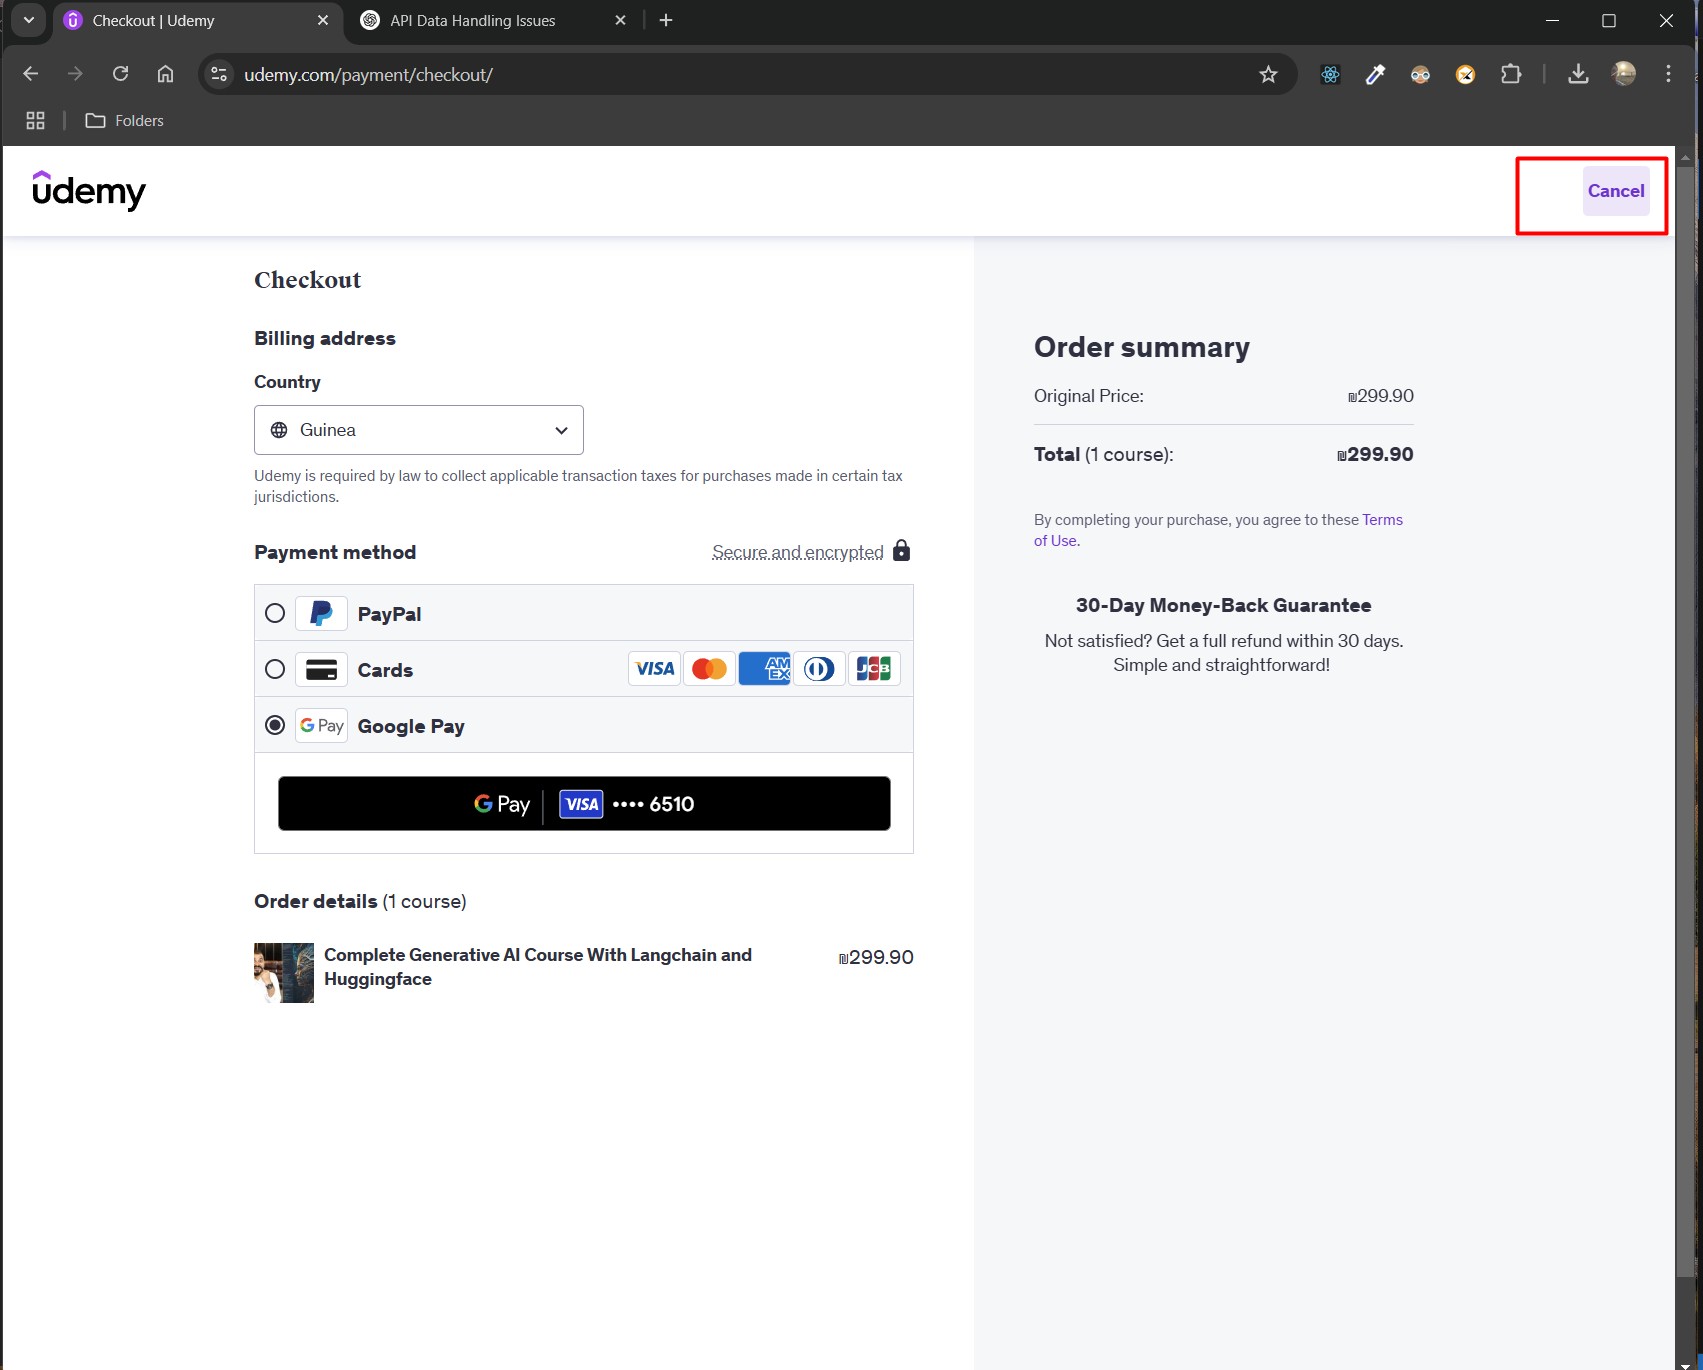 Checkout | Udemy
API Data Handling Issues
udemy.com/payment/checkout/
Folders
udemy
Cancel
Checkout
Billing address
Country
Guinea
Udemy is required by law to collect applicable transaction taxes for purchases made in certain tax
jurisdictions.
Payment method
Secure and encrypted
PayPal
Cards
VISA
AM
EX
JCB
G Pay
Google Pay
G Pay
VISA
•••• 6510
Order details (1 course)
Complete Generative AI Course With Langchain and
Huggingface
₪299.90
Order summary
Original Price:
₪299.90
Total (1 course):
₪299.90
By completing your purchase, you agree to these Terms
of Use.
30-Day Money-Back Guarantee
Not satisfied? Get a full refund within 30 days.
Simple and straightforward!